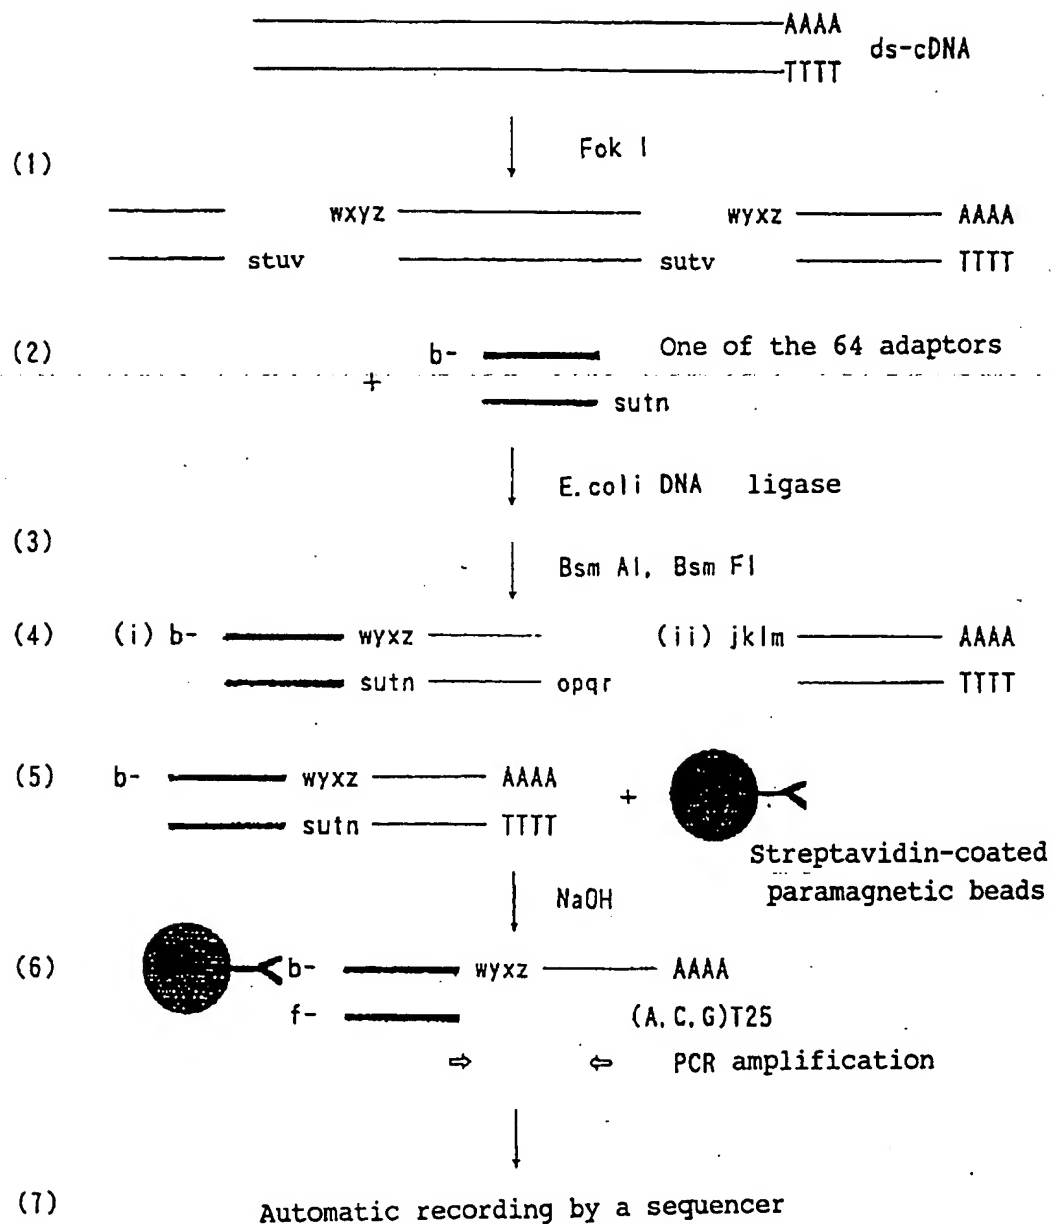 AAAA
ds-cDNA
TTTT
(1) Fok I
wxyz wyxz AAAA
stuv sutv TTTT
(2) b- One of the 64 adaptors
+
sutn
E.coli DNA ligase
(3) Bsm AI, Bsm FI
(4) (i) b- wyxz (ii) jklm AAAA
sutn opqr TTTT
(5) b- wyxz AAAA +
sutn TTTT
Streptavidin-coated
paramagnetic beads
NaOH
(6) b- wyxz AAAA
f- (A, C, G)T25
⇨ ⇦ PCR amplification
(7) Automatic recording by a sequencer